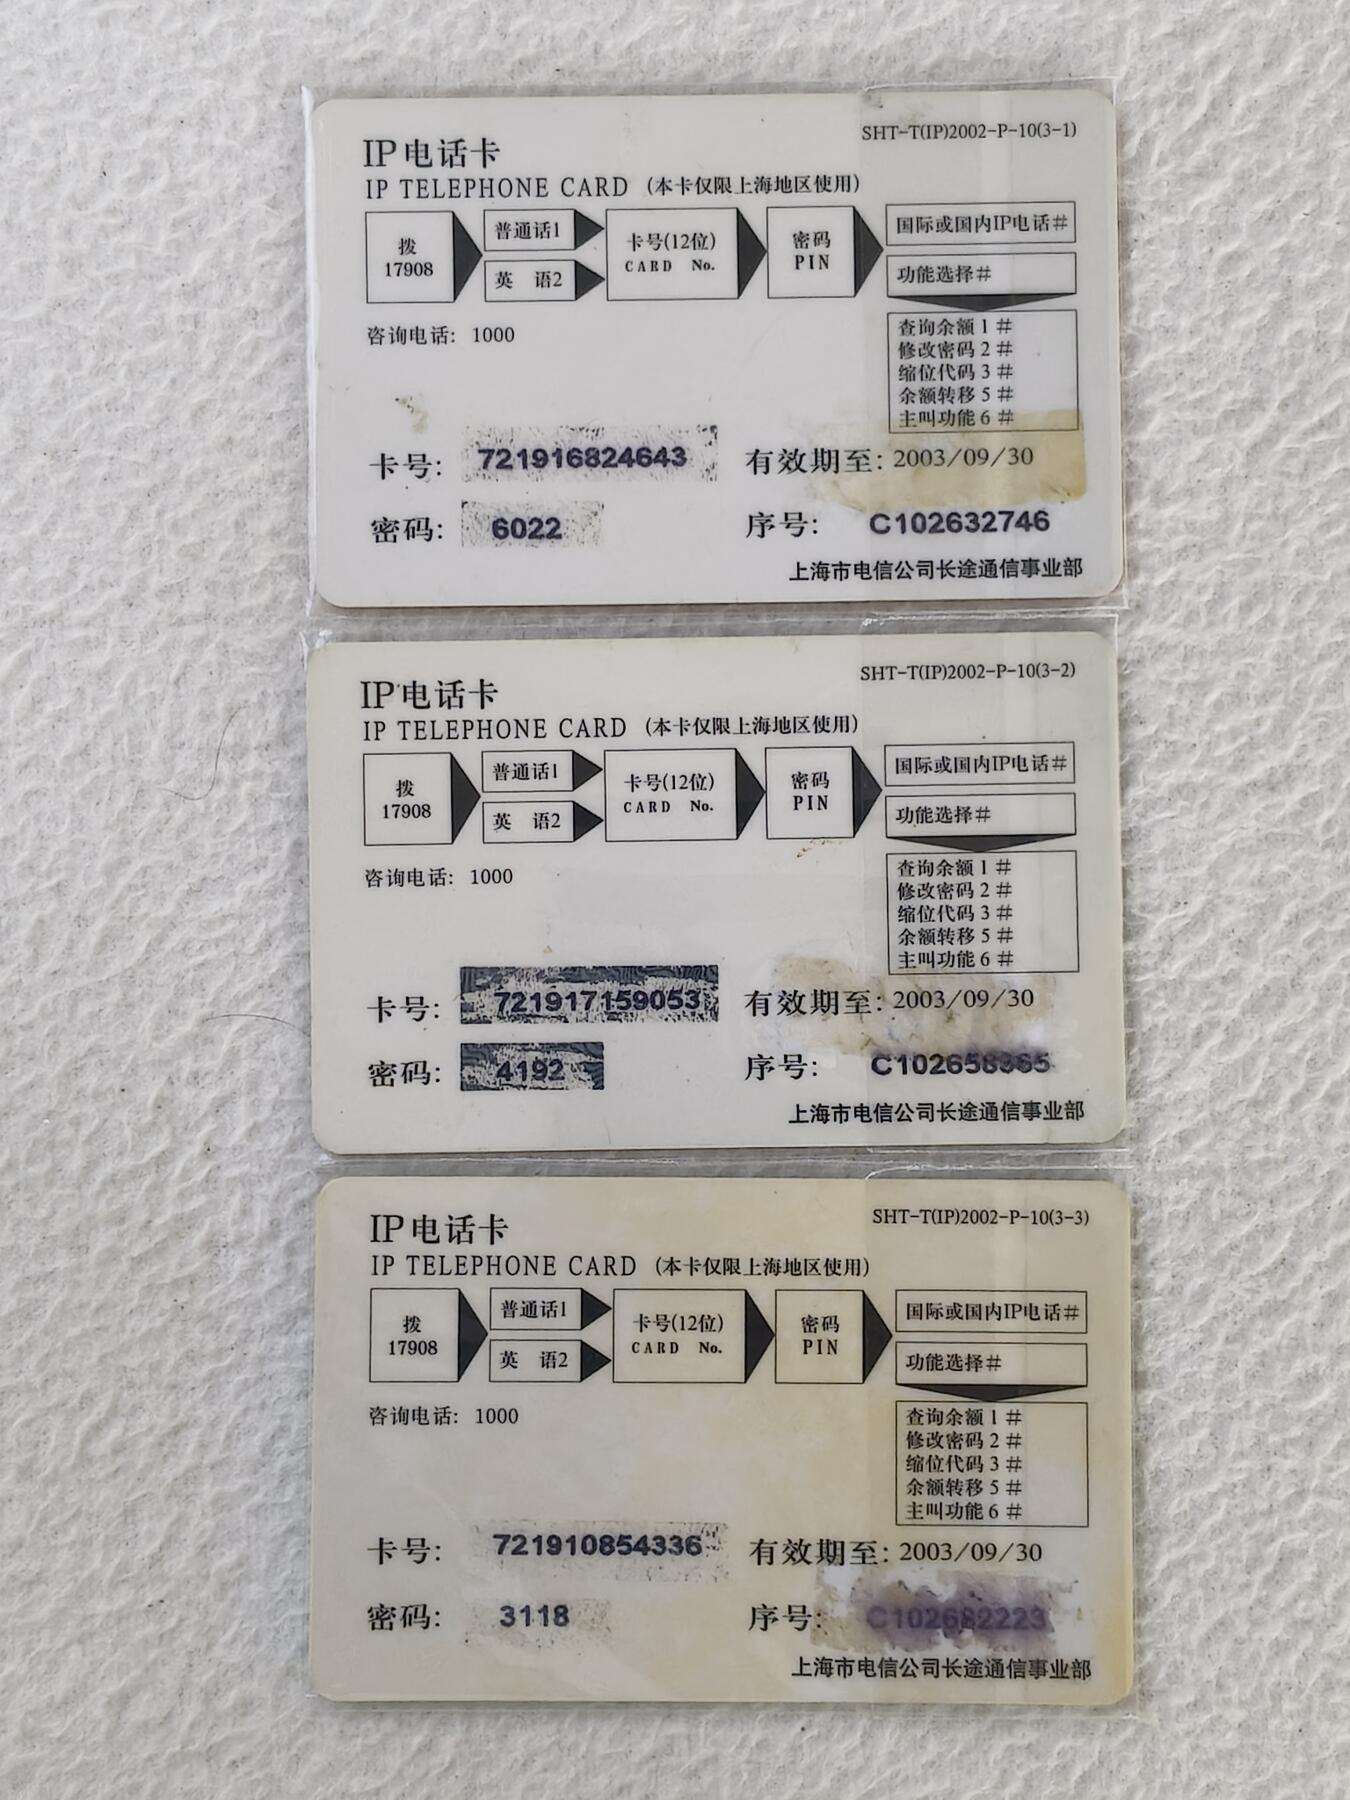 SHT-T(IP)2002-P-10(3-1)
IP电话卡
IP TELEPHONE CARD (本卡仅限上海地区使用)
拨
17908
普通话1
英 语2
卡号(12位)
CARD No.
密码
PIN
国际或国内IP电话#
功能选择#
咨询电话: 1000
查询余额 1 #
修改密码 2 #
缩位代码 3 #
余额转移 5 #
主叫功能 6 #
卡号: 721916824643 有效期至: 2003/09/30
密码: 6022 序号: C102632746
上海市电信公司长途通信事业部
SHT-T(IP)2002-P-10(3-2)
IP电话卡
IP TELEPHONE CARD (本卡仅限上海地区使用)
拨
17908
普通话1
英 语2
卡号(12位)
CARD No.
密码
PIN
国际或国内IP电话#
功能选择#
咨询电话: 1000
查询余额 1 #
修改密码 2 #
缩位代码 3 #
余额转移 5 #
主叫功能 6 #
卡号: 721917159053 有效期至: 2003/09/30
密码: 4192 序号:
上海市电信公司长途通信事业部
SHT-T(IP)2002-P-10(3-3)
IP电话卡
IP TELEPHONE CARD (本卡仅限上海地区使用)
拨
17908
普通话1
英 语2
卡号(12位)
CARD No.
密码
PIN
国际或国内IP电话#
功能选择#
咨询电话: 1000
查询余额 1 #
修改密码 2 #
缩位代码 3 #
余额转移 5 #
主叫功能 6 #
卡号: 721910854336 有效期至: 2003/09/30
密码: 3118 序号: C102682223
上海市电信公司长途通信事业部